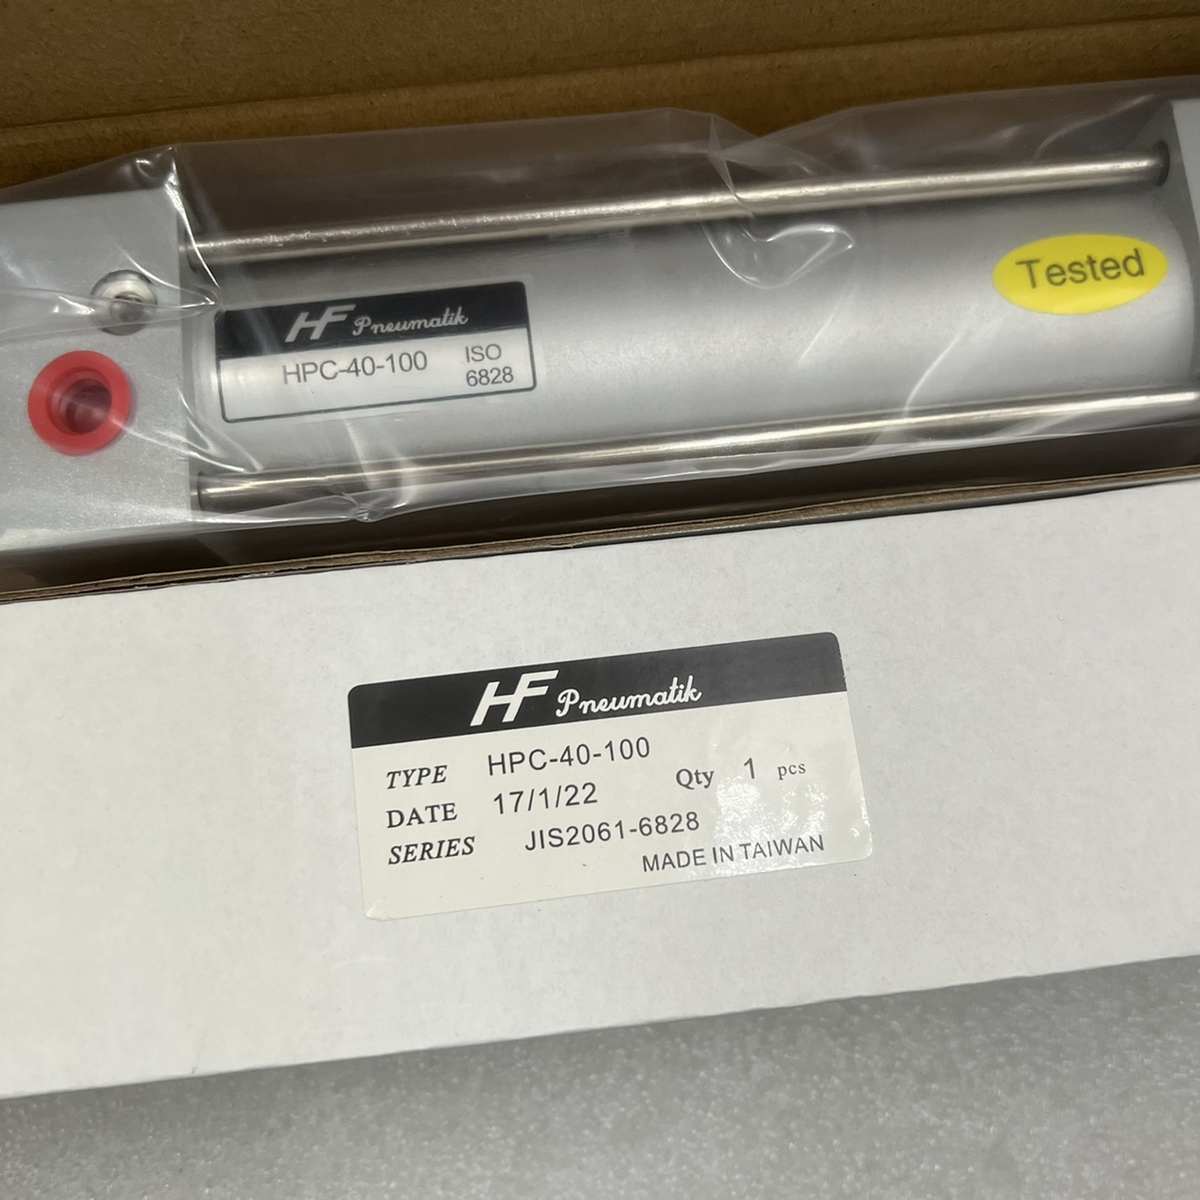 Tested
HF Pneumatik
HPC-40-100 ISO
6828
HF Pneumatik
TYPE HPC-40-100
DATE 17/1/22 Qty 1 pcs
SERIES JIS2061-6828
MADE IN TAIWAN